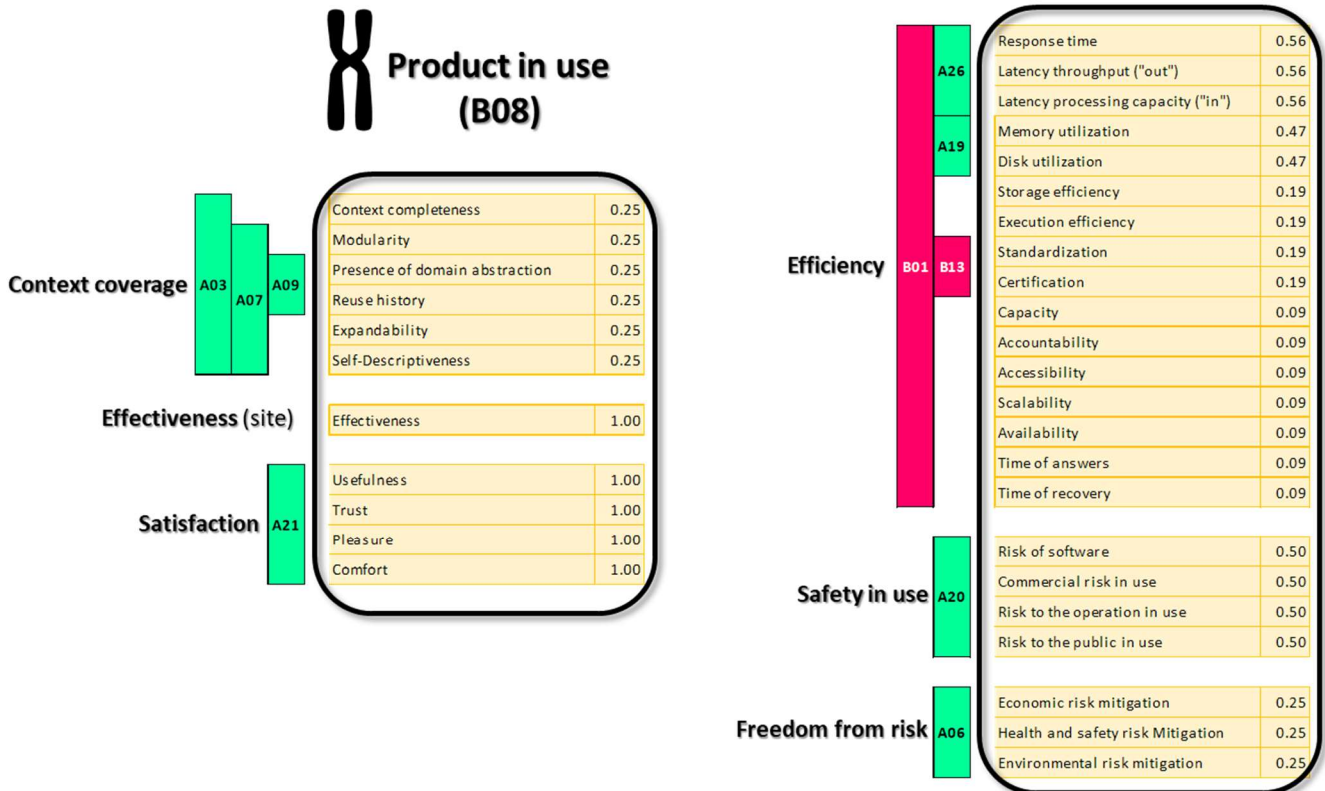 Product in use
(B08)
Context coverage
A03
A07
A09
Context completeness 0.25
Modularity 0.25
Presence of domain abstraction 0.25
Reuse history 0.25
Expandability 0.25
Self-Descriptiveness 0.25
Effectiveness (site)
Effectiveness 1.00
Satisfaction
A21
Usefulness 1.00
Trust 1.00
Pleasure 1.00
Comfort 1.00
Efficiency
B01
A26
A19
B13
Response time 0.56
Latency throughput ("out") 0.56
Latency processing capacity ("in") 0.56
Memory utilization 0.47
Disk utilization 0.47
Storage efficiency 0.19
Execution efficiency 0.19
Standardization 0.19
Certification 0.19
Capacity 0.09
Accountability 0.09
Accessibility 0.09
Scalability 0.09
Availability 0.09
Time of answers 0.09
Time of recovery 0.09
Safety in use
A20
Risk of software 0.50
Commercial risk in use 0.50
Risk to the operation in use 0.50
Risk to the public in use 0.50
Freedom from risk
A06
Economic risk mitigation 0.25
Health and safety risk Mitigation 0.25
Environmental risk mitigation 0.25